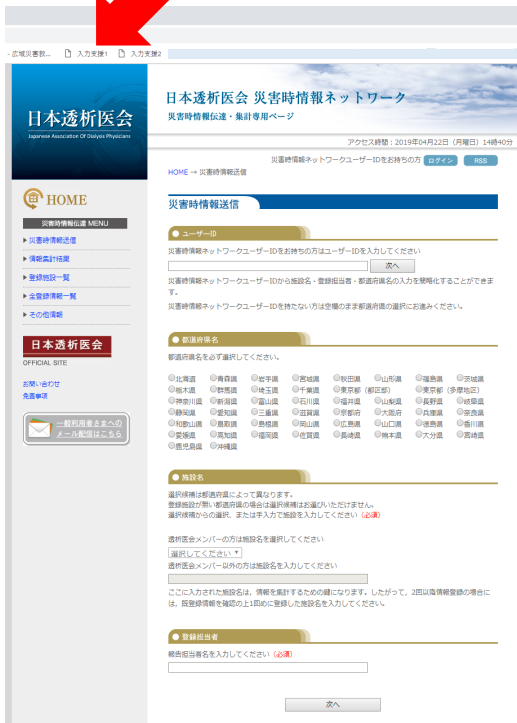 - 広域災害救... 入力支援1 入力支援2
日本透析医会
Japanese Association Of Dialysis Physicians
日本透析医会 災害時情報ネットワーク
災害時情報伝達・集計専用ページ
アクセス時間:2019年04月22日(月曜日)14時40分
災害時情報ネットワークユーザーIDをお持ちの方 ログイン RSS
HOME → 災害時情報送信
HOME
災害時情報伝達 MENU
災害時情報送信
情報集計結果
登録施設一覧
全登録情報一覧
その他情報
日本透析医会
OFFICIAL SITE
お問い合わせ
免責事項
一般利用者さまへの
メール配信はこちら
災害時情報送信
ユーザーID
災害時情報ネットワークユーザーIDをお持ちの方はユーザーIDを入力してください
次へ
災害時情報ネットワークユーザーIDから施設名・登録担当者・都道府県名の入力を簡略化することができま
す。
災害時情報ネットワークユーザーIDを持たない方は空欄のまま都道府県の選択にお進みください。
都道府県名
都道府県名を必ず選択してください。
北海道 青森県 岩手県 宮城県 秋田県 山形県 福島県 茨城県
栃木県 群馬県 埼玉県 千葉県 東京都(都区部) 東京都(多摩地区)
神奈川県 新潟県 富山県 石川県 福井県 山梨県 長野県 岐阜県
静岡県 愛知県 三重県 滋賀県 京都府 大阪府 兵庫県 奈良県
和歌山県 鳥取県 島根県 岡山県 広島県 山口県 徳島県 香川県
愛媛県 高知県 福岡県 佐賀県 長崎県 熊本県 大分県 宮崎県
鹿児島県 沖縄県
施設名
選択候補は都道府県によって異なります。
登録施設が無い都道府県の場合は選択候補はお選びいただけません。
選択候補からの選択、または手入力で施設を入力してください(必須)
透析医会メンバーの方は施設名を選択してください
選択してください
透析医会メンバー以外の方は施設名を入力してください
ここに入力された施設名は、情報を集計するための鍵になります。したがって、2回以降情報登録の場合に
は、既登録情報を確認の上1回めに登録した施設名を入力してください。
登録担当者
報告担当者名を入力してください(必須)
次へ